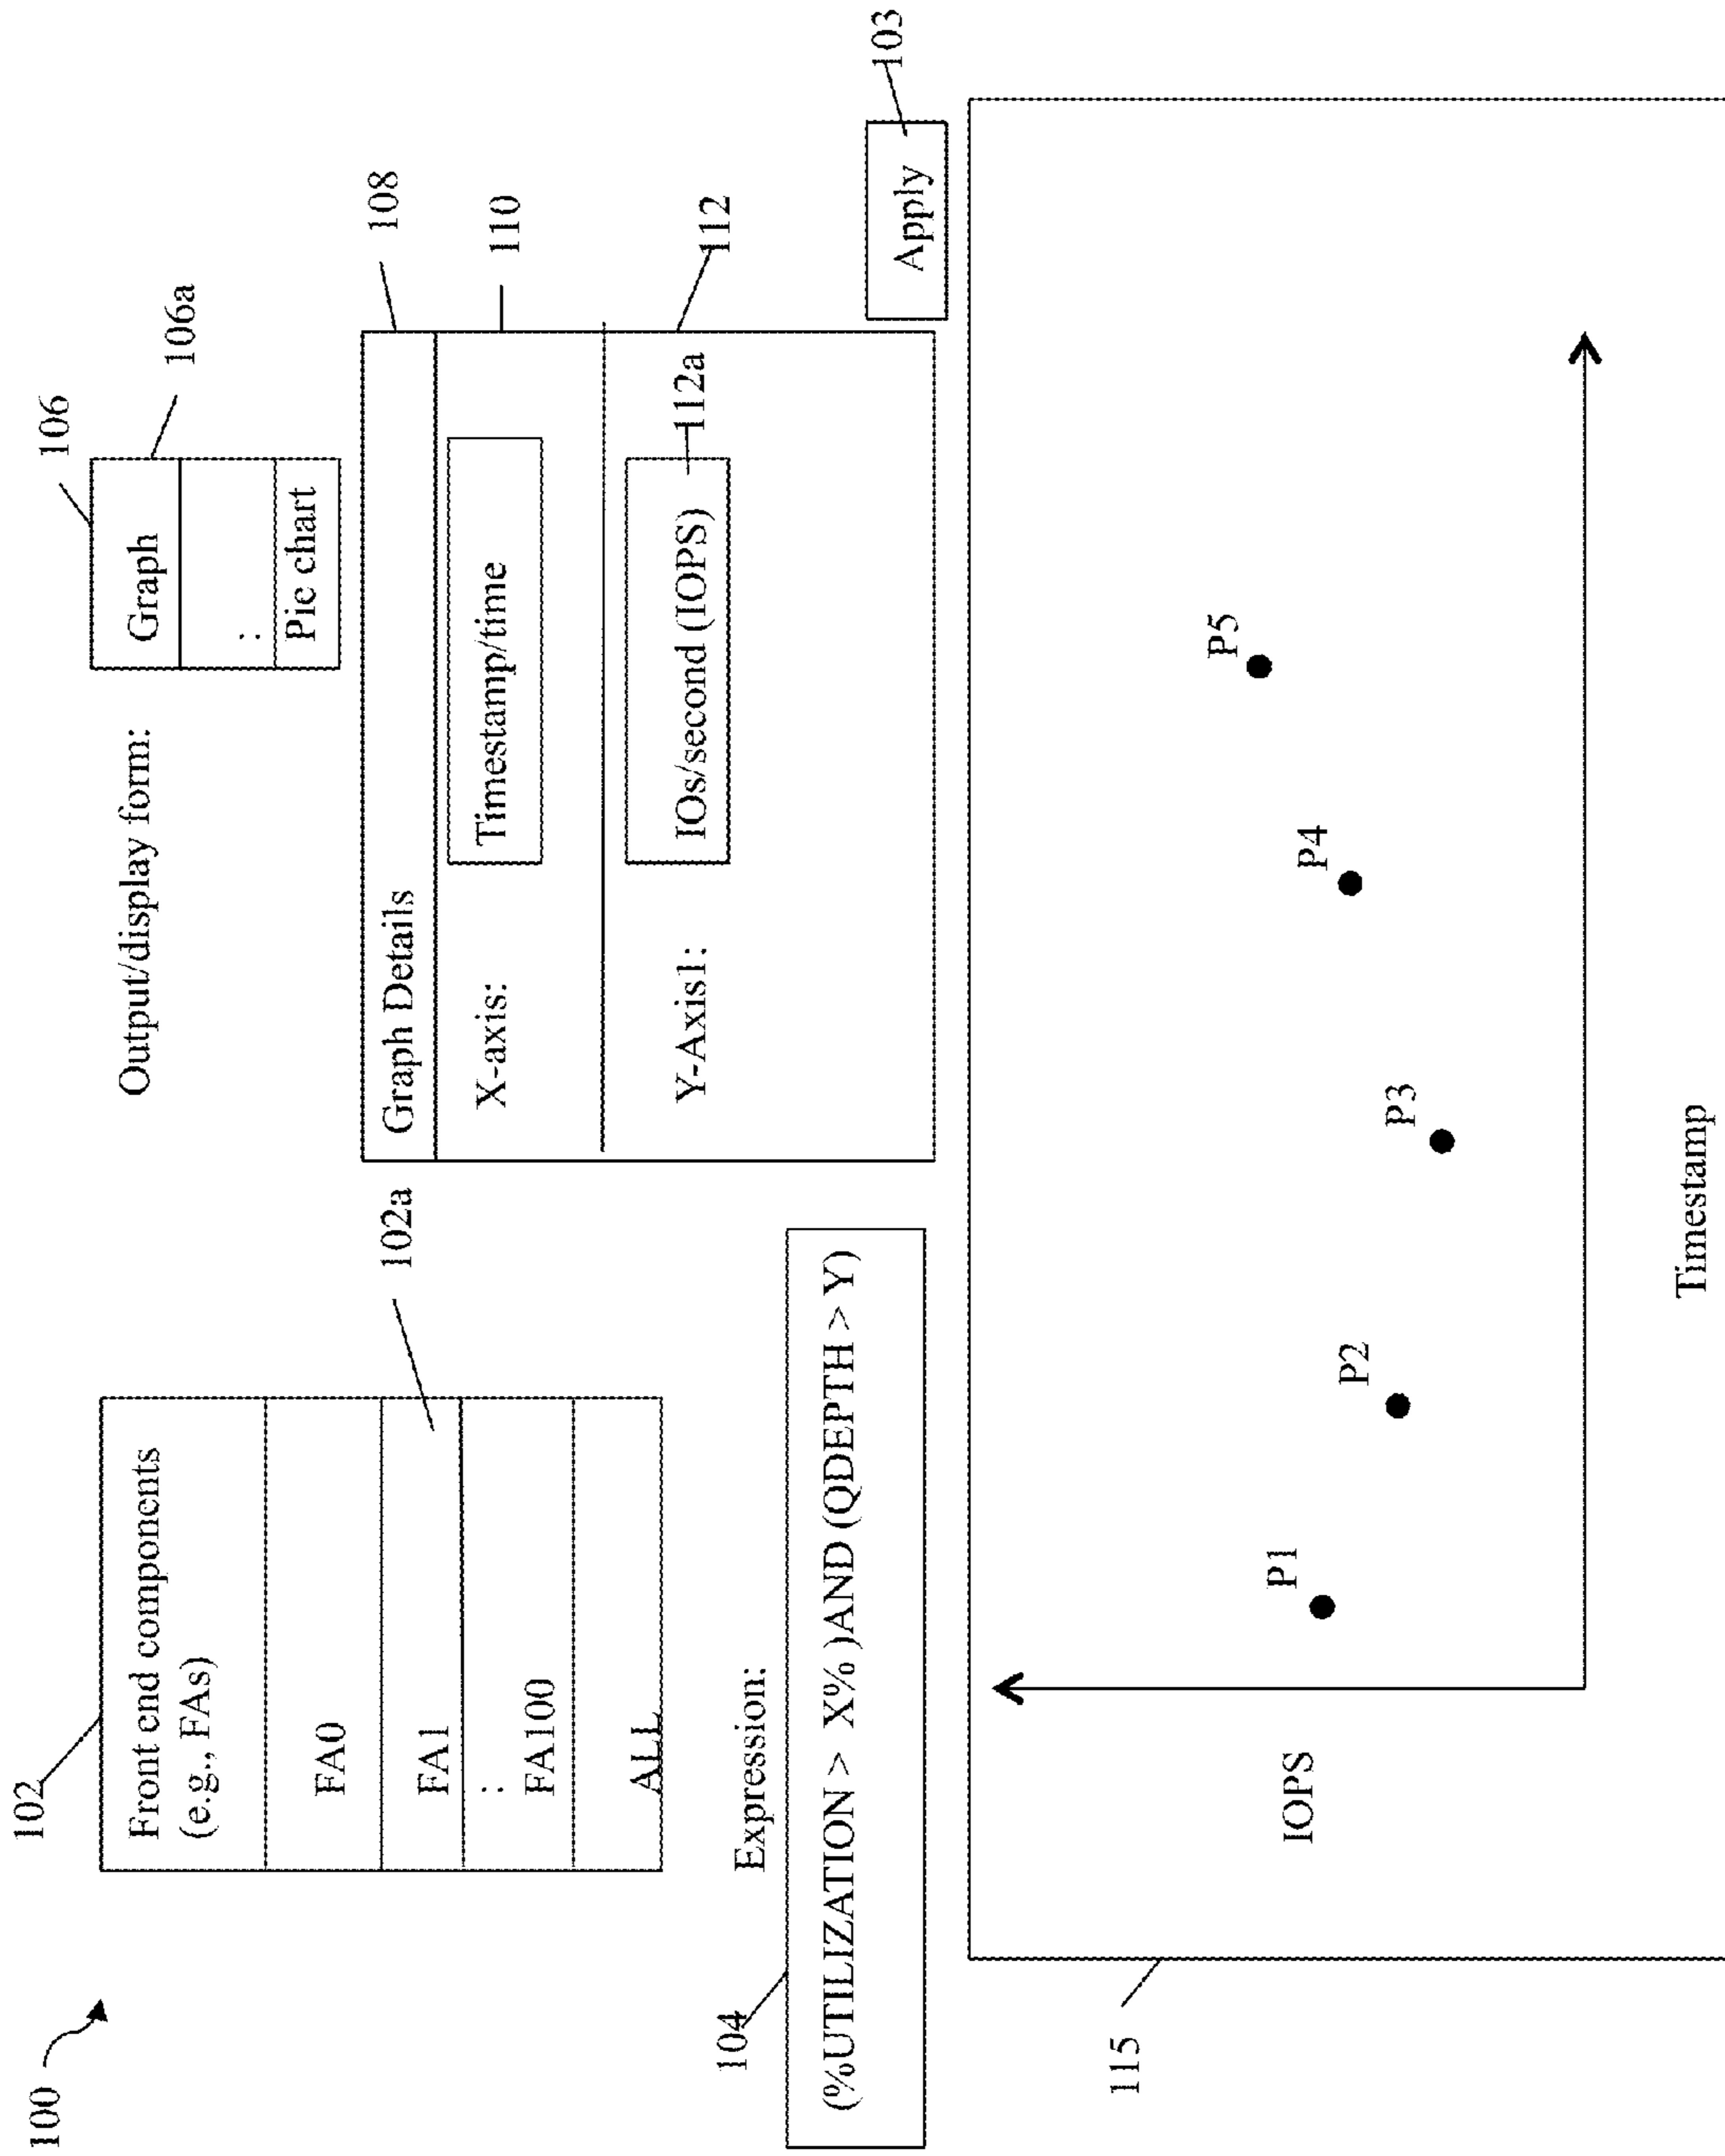 100
102
Front end components
(e.g., FAs)
FA0
FA1
:
FA100
ALL
102a
Output/display form:
106
Graph
106a
:
Pie chart
Graph Details
108
X-axis:
Timestamp/time
110
Y-Axis1:
IOs/second (IOPS)
112a
112
Expression:
104
(%UTILIZATION > X% )AND (QDEPTH > Y)
Apply
103
115
IOPS
P1
P2
P3
P4
P5
Timestamp